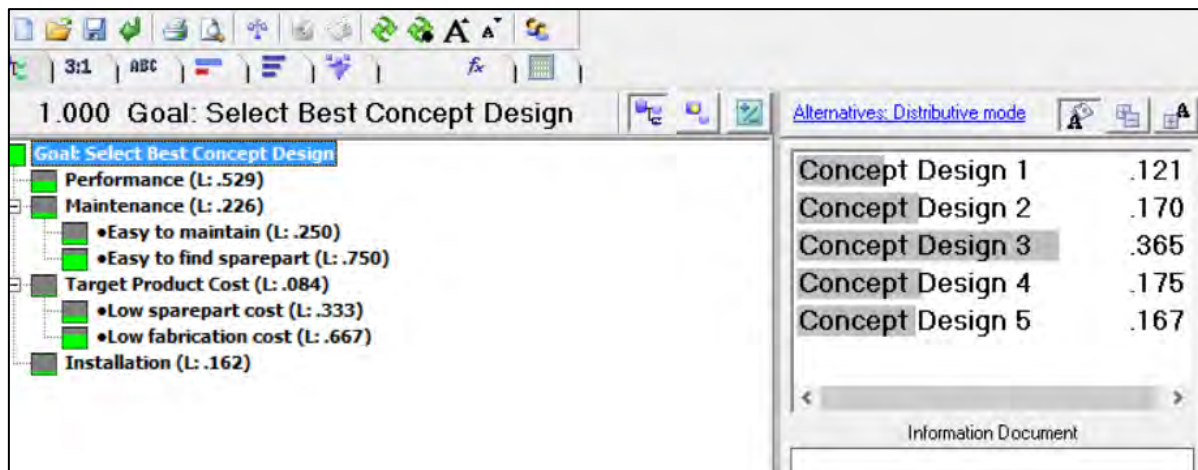 3:1 ABC fx
1.000 Goal: Select Best Concept Design
Goal: Select Best Concept Design
Performance (L: .529)
Maintenance (L: .226)
•Easy to maintain (L: .250)
•Easy to find sparepart (L: .750)
Target Product Cost (L: .084)
•Low sparepart cost (L: .333)
•Low fabrication cost (L: .667)
Installation (L: .162)
Alternatives: Distributive mode
Concept Design 1 .121
Concept Design 2 .170
Concept Design 3 .365
Concept Design 4 .175
Concept Design 5 .167
Information Document